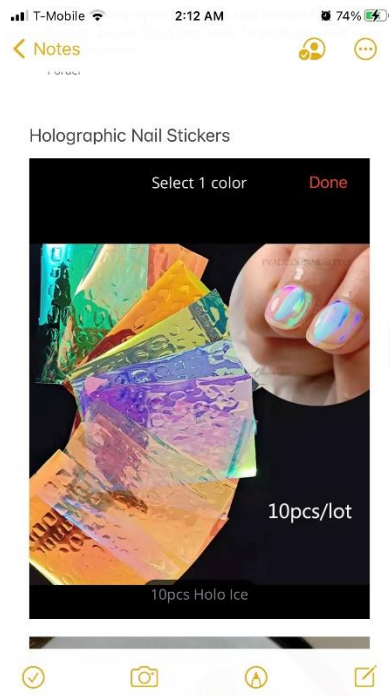 T-Mobile
2:12 AM
74%
Notes
Holographic Nail Stickers
Select 1 color
Done
10pcs/lot
10pcs Holo Ice